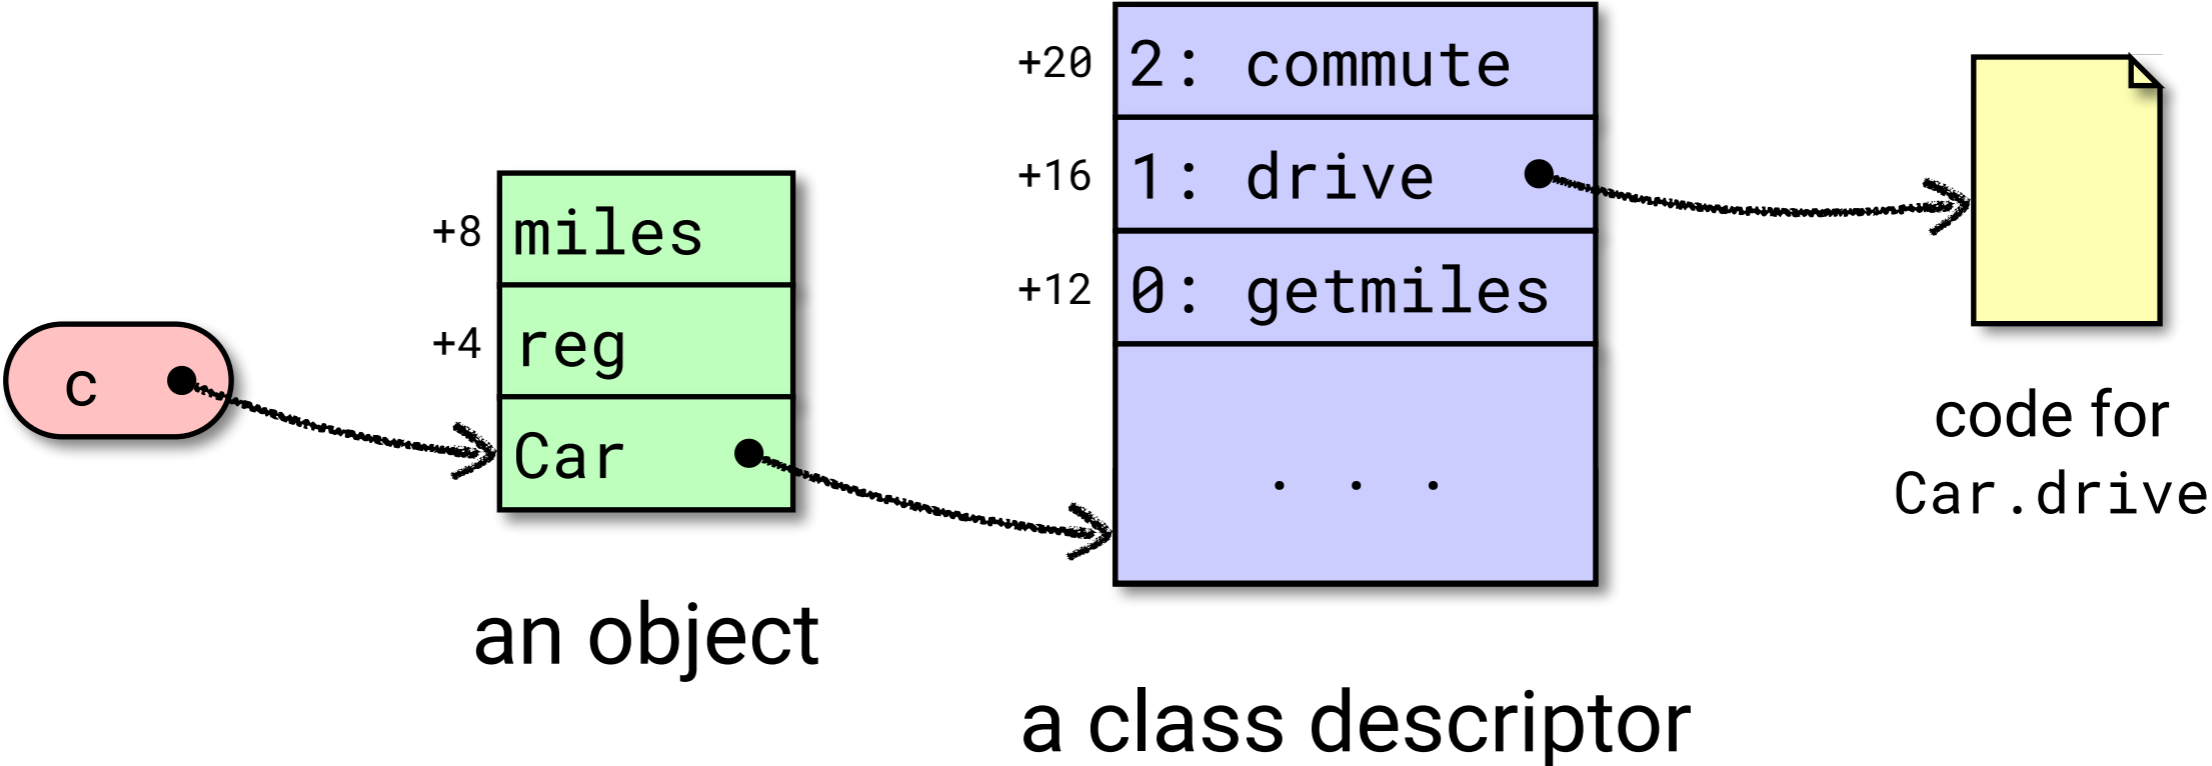 c
+8 miles
+4 reg
Car
an object
+20 2: commute
+16 1: drive
+12 0: getmiles
. . .
a class descriptor
code for
Car.drive